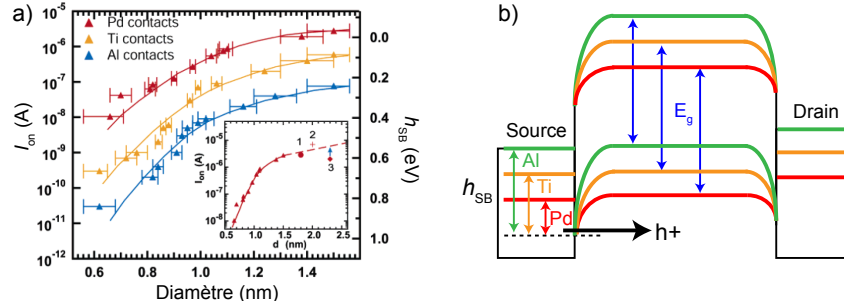 a)
Pd contacts
Ti contacts
Al contacts
I_on (A)
10^-5
10^-6
10^-7
10^-8
10^-9
10^-10
10^-11
10^-12
0.0
0.2
0.4
0.6
0.8
1.0
h_SB (eV)
0.6
0.8
1.0
1.2
1.4
Diamètre (nm)
I_on (A)
10^-5
10^-6
10^-7
10^-8
0.5
1.0
1.5
2.0
2.5
d (nm)
1
2
3
b)
Source
Drain
E_g
h_SB
Al
Ti
Pd
h+